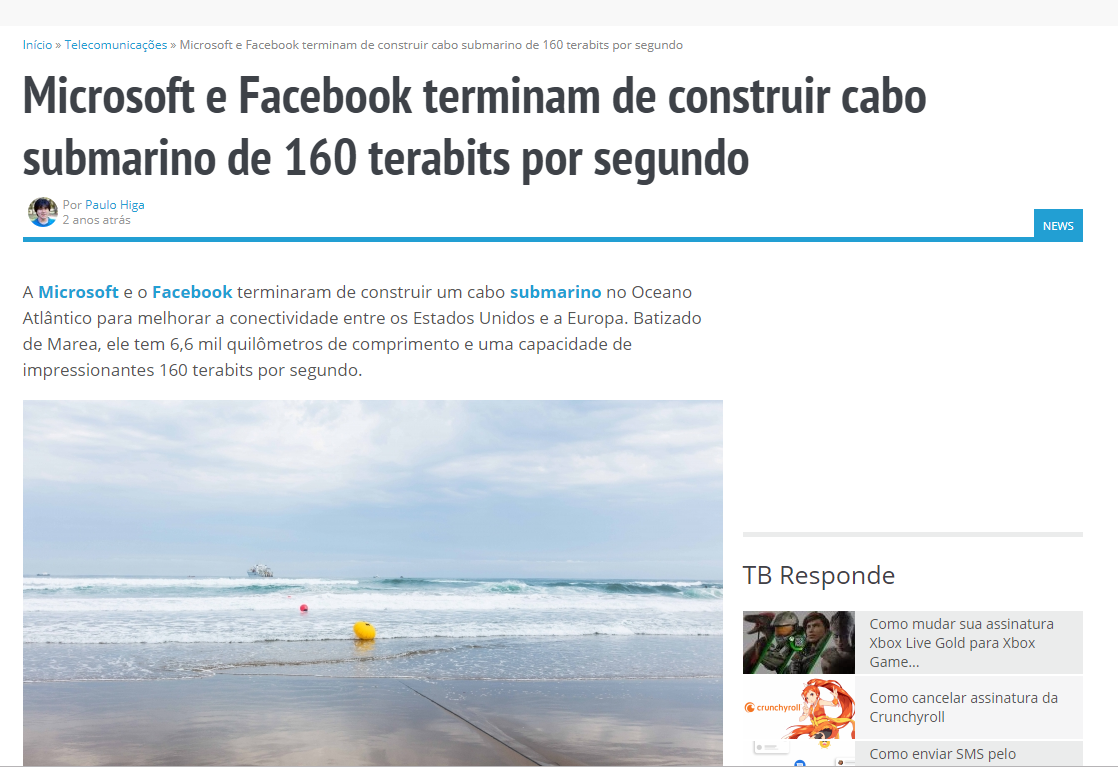 Início » Telecomunicações » Microsoft e Facebook terminam de construir cabo submarino de 160 terabits por segundo
Microsoft e Facebook terminam de construir cabo
submarino de 160 terabits por segundo
Por Paulo Higa
2 anos atrás
NEWS
A Microsoft e o Facebook terminaram de construir um cabo submarino no Oceano
Atlântico para melhorar a conectividade entre os Estados Unidos e a Europa. Batizado
de Marea, ele tem 6,6 mil quilômetros de comprimento e uma capacidade de
impressionantes 160 terabits por segundo.
TB Responde
Como mudar sua assinatura
Xbox Live Gold para Xbox
Game...
crunchyroll
Como cancelar assinatura da
Crunchyroll
Como enviar SMS pelo